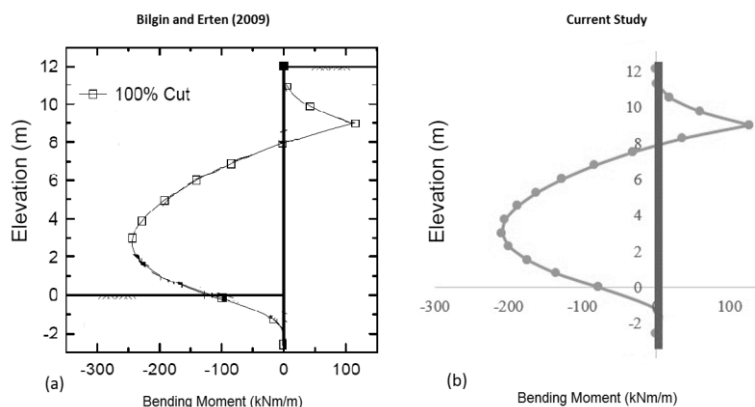 Bilgin and Erten (2009)
12
10
8
6
4
2
0
-2
-300 -200 -100 0 100
Elevation (m)
100% Cut
(a)
Bending Moment (kNm/m)
Current Study
12
10
8
6
4
2
0
-2
-300 -200 -100 0 100
Elevation (m)
(b)
Bending Moment (kNm/m)